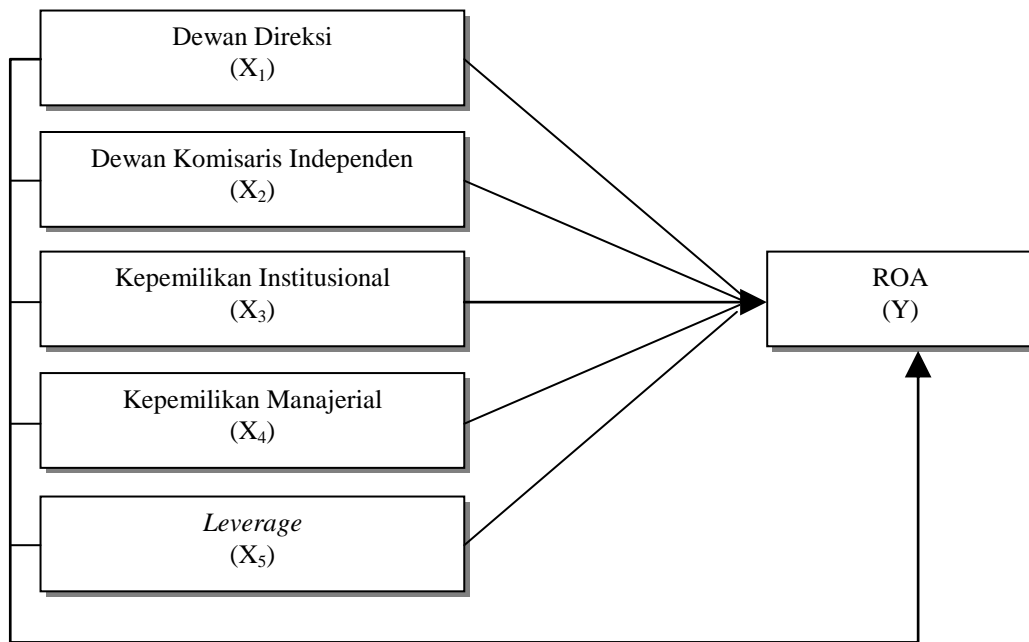 Dewan Direksi
(X₁)
Dewan Komisaris Independen
(X₂)
Kepemilikan Institusional
(X₃)
ROA
(Y)
Kepemilikan Manajerial
(X₄)
Leverage
(X₅)